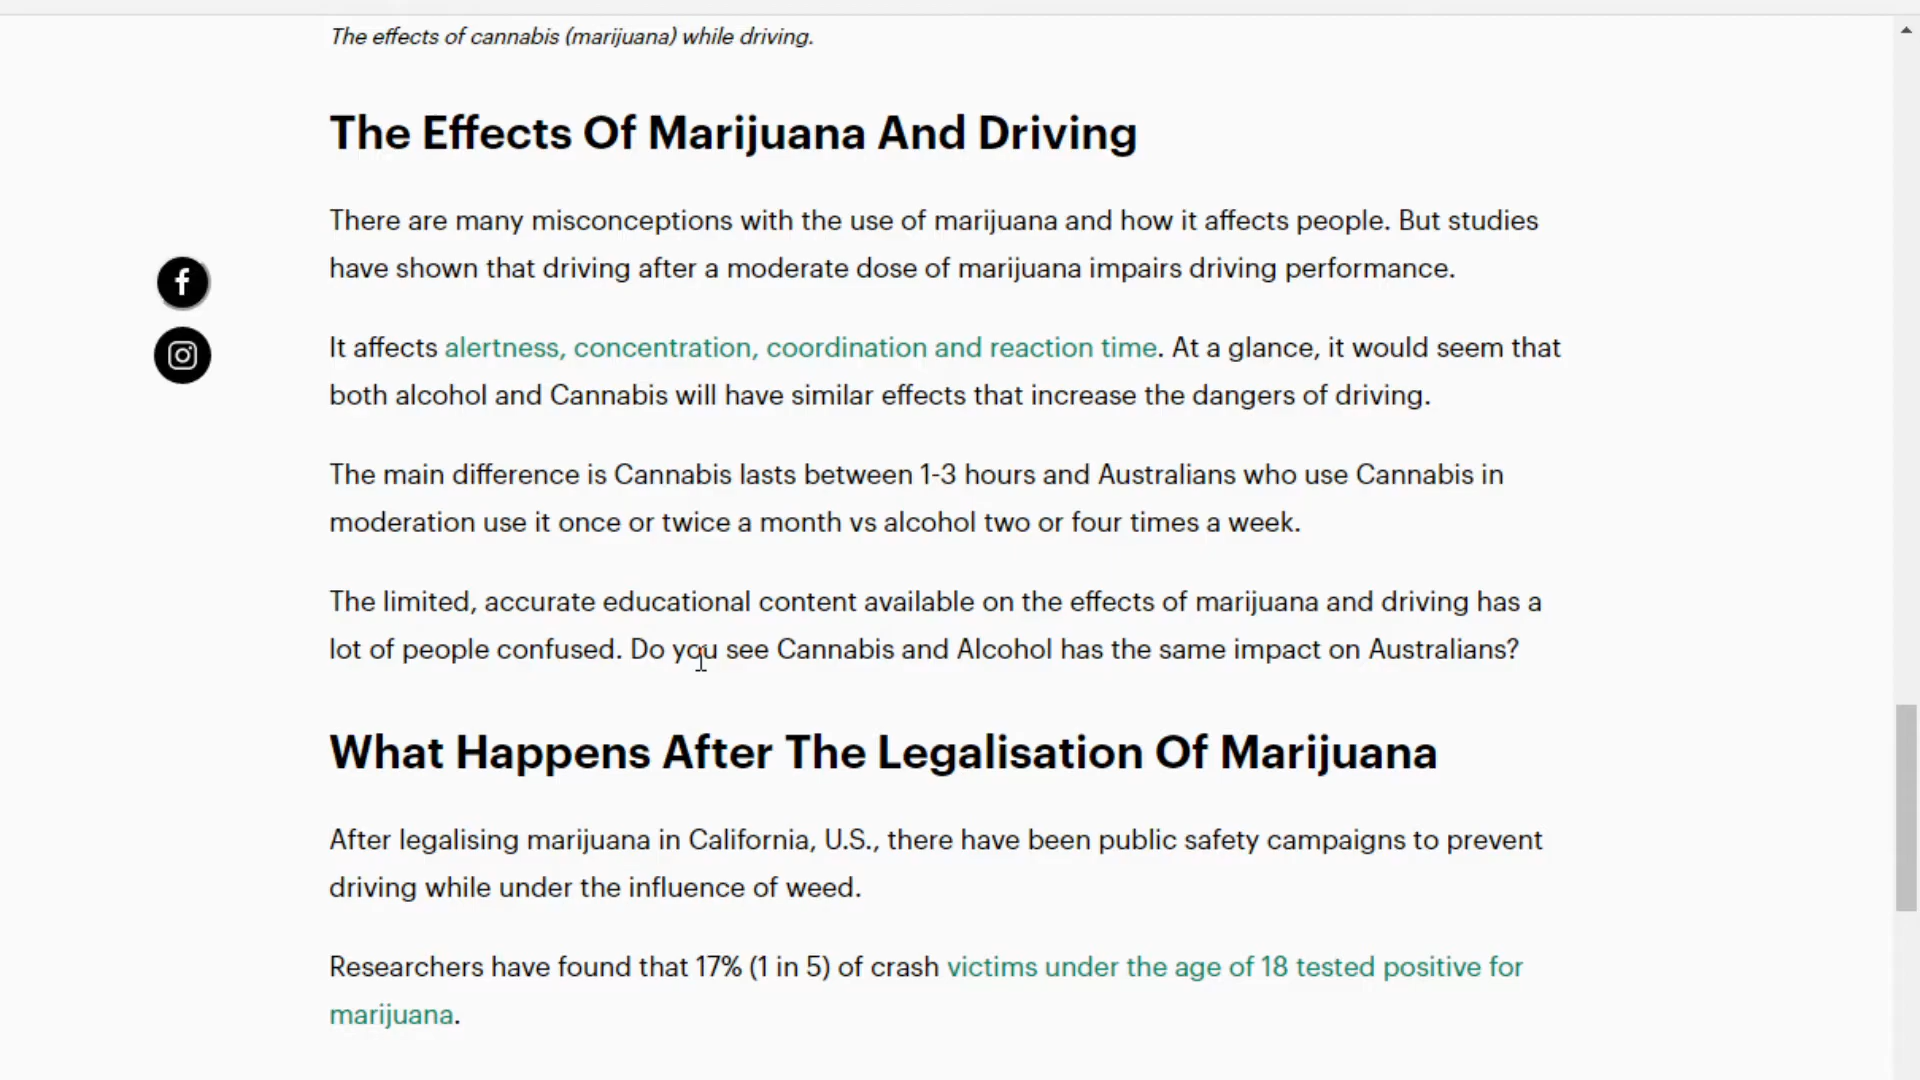 The effects of cannabis (marijuana) while driving.
The Effects Of Marijuana And Driving
There are many misconceptions with the use of marijuana and how it affects people. But studies
have shown that driving after a moderate dose of marijuana impairs driving performance.
It affects alertness, concentration, coordination and reaction time. At a glance, it would seem that
both alcohol and Cannabis will have similar effects that increase the dangers of driving.
The main difference is Cannabis lasts between 1-3 hours and Australians who use Cannabis in
moderation use it once or twice a month vs alcohol two or four times a week.
The limited, accurate educational content available on the effects of marijuana and driving has a
lot of people confused. Do you see Cannabis and Alcohol has the same impact on Australians?
What Happens After The Legalisation Of Marijuana
After legalising marijuana in California, U.S., there have been public safety campaigns to prevent
driving while under the influence of weed.
Researchers have found that 17% (1 in 5) of crash victims under the age of 18 tested positive for
marijuana.